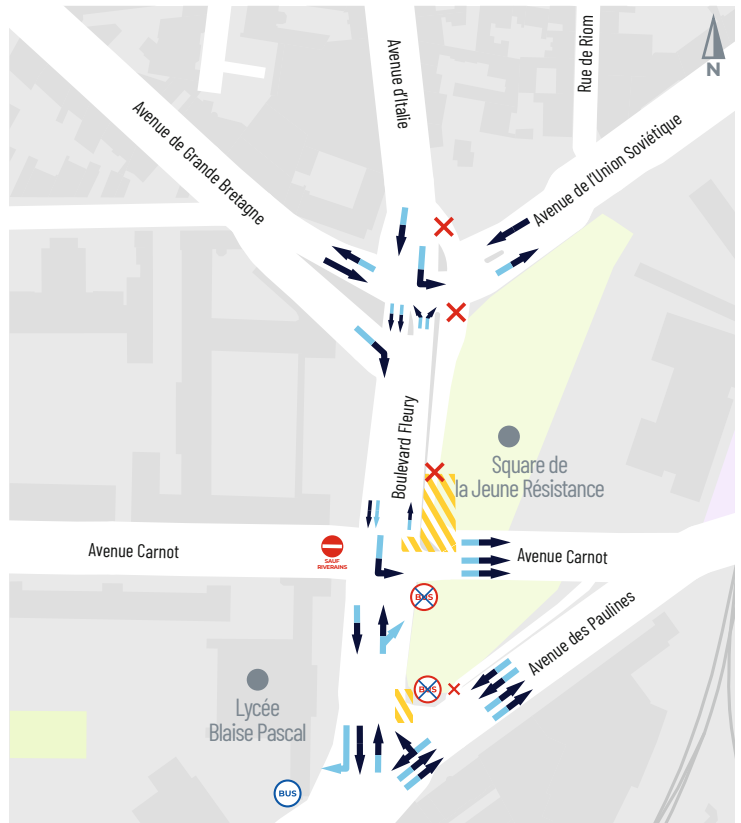 N
Avenue d'Italie
Rue de Riom
Avenue de Grande Bretagne
Avenue de l'Union Soviétique
Boulevard Fleury
Square de
la Jeune Résistance
Avenue Carnot
SAUF
RIVERAINS
Avenue Carnot
BUS
Avenue des Paulines
BUS
Lycée
Blaise Pascal
BUS